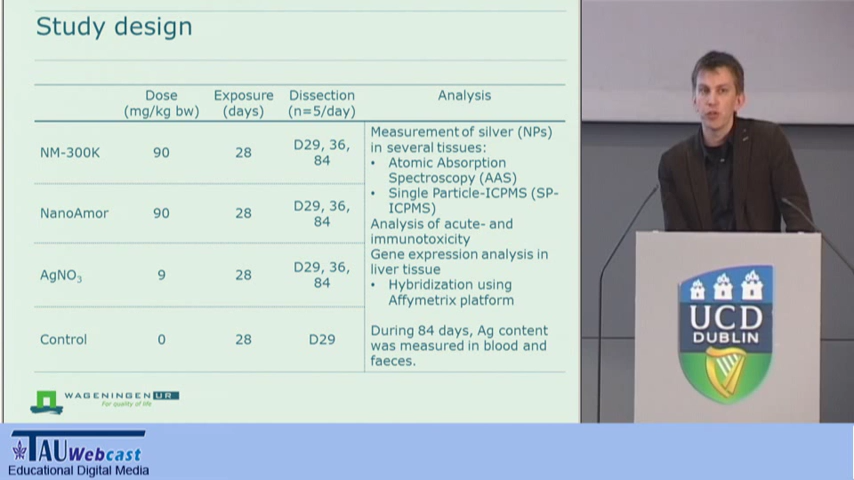 Study design
Dose
(mg/kg bw)
Exposure
(days)
Dissection
(n=5/day)
Analysis
NM-300K
90
28
D29, 36,
84
NanoAmor
90
28
D29, 36,
84
AgNO₃
9
28
D29, 36,
84
Control
0
28
D29
Measurement of silver (NPs)
in several tissues:
• Atomic Absorption
Spectroscopy (AAS)
• Single Particle-ICPMS (SP-
ICPMS)
Analysis of acute- and
immunotoxicity
Gene expression analysis in
liver tissue
• Hybridization using
Affymetrix platform
During 84 days, Ag content
was measured in blood and
faeces.
WAGENINGEN UR
For quality of life
UCD
DUBLIN
TAU Webcast
Educational Digital Media